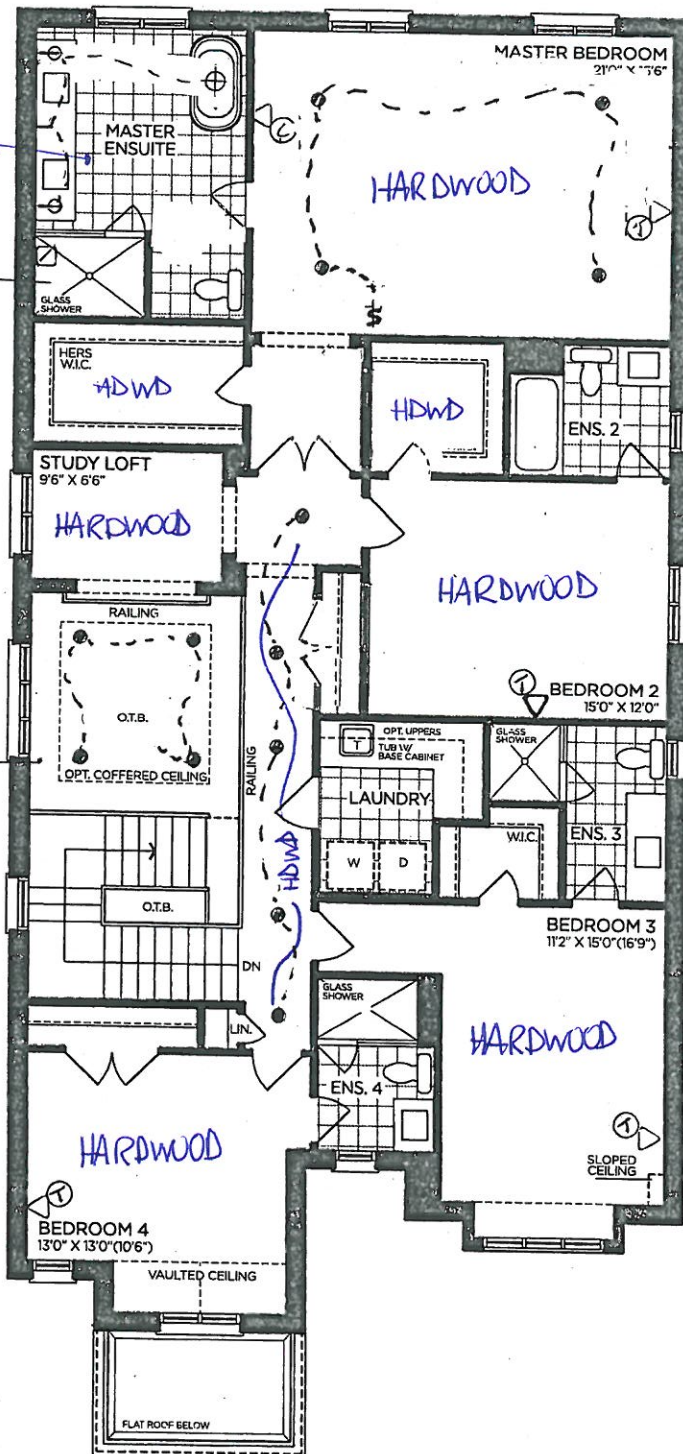 MASTER BEDROOM
MASTER
ENSUITE
C
HARDWOOD
T
GLASS
SHOWER
HERS
W.I.C.
HDWD
ENS. 2
STUDY LOFT
9'6" X 6'6"
HARDWOOD
HARDWOOD
RAILING
T
BEDROOM 2
15'0" X 12'0"
O.T.B.
OPT. COFFERED CEILING
RAILING
T
OPT. UPPERS
TUB W/
BASE CABINET
GLASS
SHOWER
LAUNDRY
W.I.C.
ENS. 3
W
D
HDWD
O.T.B.
BEDROOM 3
11'2" X 15'0"(16'9")
DN
GLASS
SHOWER
LIN.
HARDWOOD
ENS. 4
HARDWOOD
T
SLOPED
CEILING
T
BEDROOM 4
13'0" X 13'0"(10'6")
VAULTED CEILING
FLAT ROOF BELOW